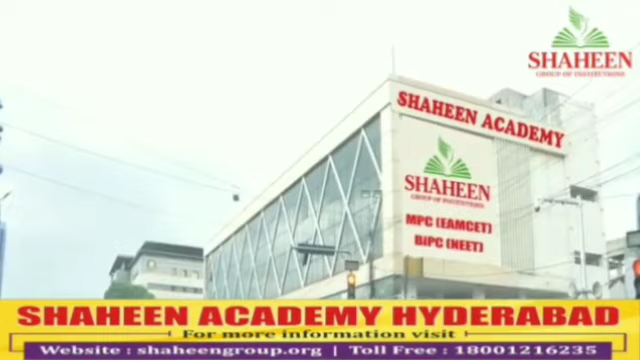 SHAHEEN
GROUP OF INSTITUTIONS
SHAHEEN ACADEMY
SHAHEEN
GROUP OF INSTITUTIONS
MPC (EAMCET)
BiPC (NEET)
SHAHEEN ACADEMY HYDERABAD
For more information visit
Website : shaheengroup.org | Toll Free : 18001216235